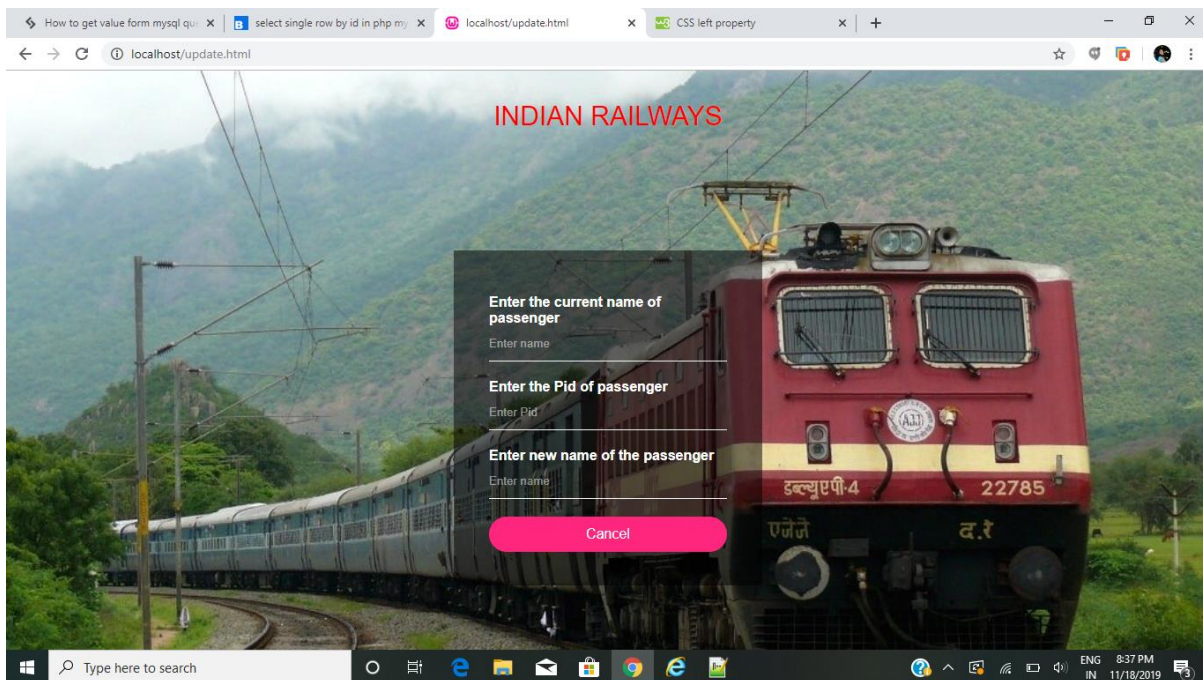 How to get value form mysql qu
select single row by id in php my
localhost/update.html
CSS left property
localhost/update.html
INDIAN RAILWAYS
Enter the current name of
passenger
Enter name
Enter the Pid of passenger
Enter Pid
Enter new name of the passenger
Enter name
Cancel
AJJ
डब्ल्यूएपी-4 22785
एजेजे द.रे
Type here to search
ENG 8:37 PM
IN 11/18/2019
3